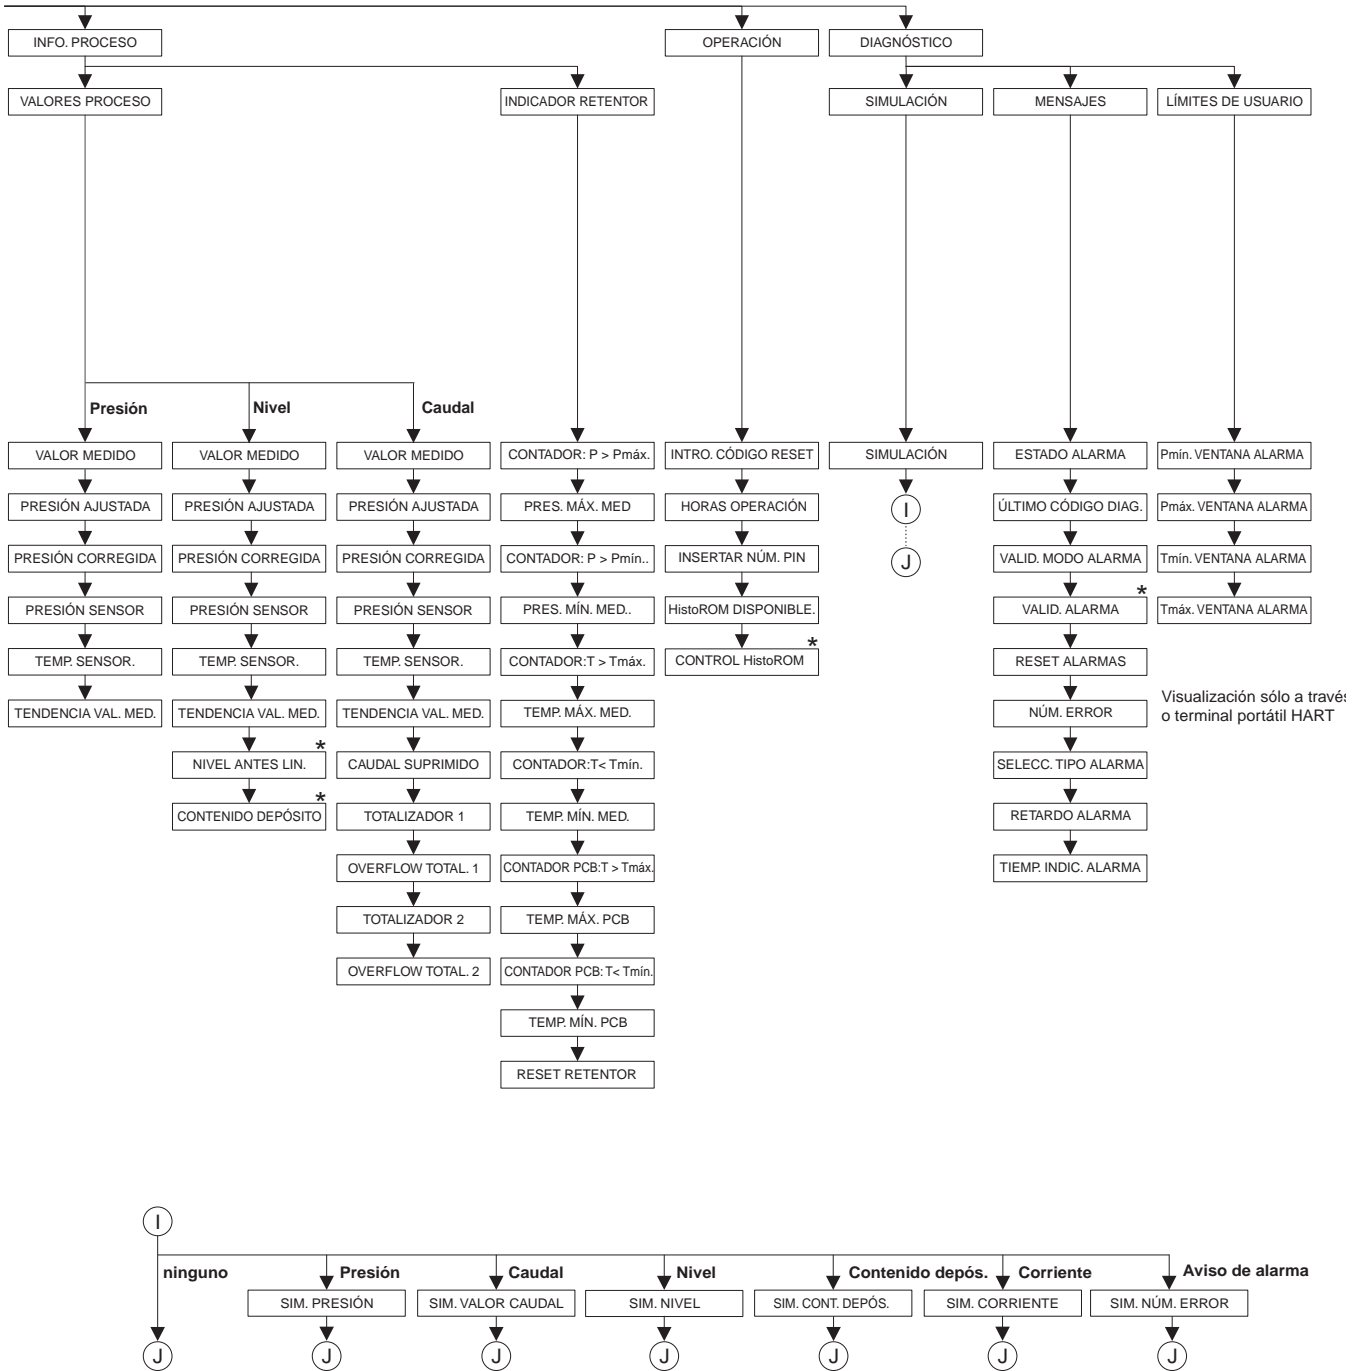 INFO. PROCESO
OPERACIÓN
DIAGNÓSTICO
VALORES PROCESO
INDICADOR RETENTOR
SIMULACIÓN
MENSAJES
LÍMITES DE USUARIO
Presión
Nivel
Caudal
VALOR MEDIDO
PRESIÓN AJUSTADA
PRESIÓN CORREGIDA
PRESIÓN SENSOR
TEMP. SENSOR.
TENDENCIA VAL. MED.
VALOR MEDIDO
PRESIÓN AJUSTADA
PRESIÓN CORREGIDA
PRESIÓN SENSOR
TEMP. SENSOR.
TENDENCIA VAL. MED.
*
NIVEL ANTES LIN.
*
CONTENIDO DEPÓSITO
VALOR MEDIDO
PRESIÓN AJUSTADA
PRESIÓN CORREGIDA
PRESIÓN SENSOR
TEMP. SENSOR.
TENDENCIA VAL. MED.
CAUDAL SUPRIMIDO
TOTALIZADOR 1
OVERFLOW TOTAL. 1
TOTALIZADOR 2
OVERFLOW TOTAL. 2
CONTADOR: P > Pmáx.
PRES. MÁX. MED
CONTADOR: P > Pmín..
PRES. MÍN. MED..
CONTADOR:T > Tmáx.
TEMP. MÁX. MED.
CONTADOR:T< Tmín.
TEMP. MÍN. MED.
CONTADOR PCB:T > Tmáx.
TEMP. MÁX. PCB
CONTADOR PCB: T< Tmín.
TEMP. MÍN. PCB
RESET RETENTOR
INTRO. CÓDIGO RESET
HORAS OPERACIÓN
INSERTAR NÚM. PIN
HistoROM DISPONIBLE.
*
CONTROL HistoROM
SIMULACIÓN
I
J
ESTADO ALARMA
ÚLTIMO CÓDIGO DIAG.
VALID. MODO ALARMA
*
VALID. ALARMA
RESET ALARMAS
NÚM. ERROR
SELECC. TIPO ALARMA
RETARDO ALARMA
TIEMP. INDIC. ALARMA
Pmín. VENTANA ALARMA
Pmáx. VENTANA ALARMA
Tmín. VENTANA ALARMA
Tmáx. VENTANA ALARMA
Visualización sólo a través
o terminal portátil HART
I
ninguno
Presión
Caudal
Nivel
Contenido depós.
Corriente
Aviso de alarma
SIM. PRESIÓN
SIM. VALOR CAUDAL
SIM. NIVEL
SIM. CONT. DEPÓS.
SIM. CORRIENTE
SIM. NÚM. ERROR
J
J
J
J
J
J
J